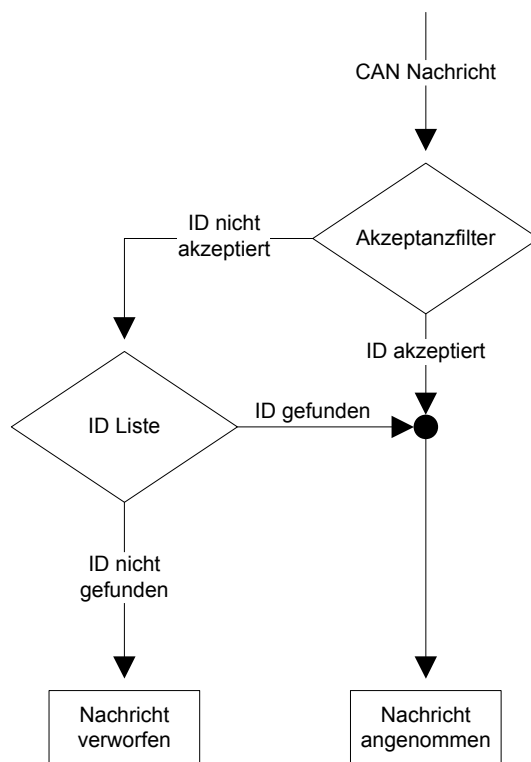 CAN Nachricht
Akzeptanzfilter
ID nicht
akzeptiert
ID akzeptiert
ID Liste
ID gefunden
ID nicht
gefunden
Nachricht
verworfen
Nachricht
angenommen